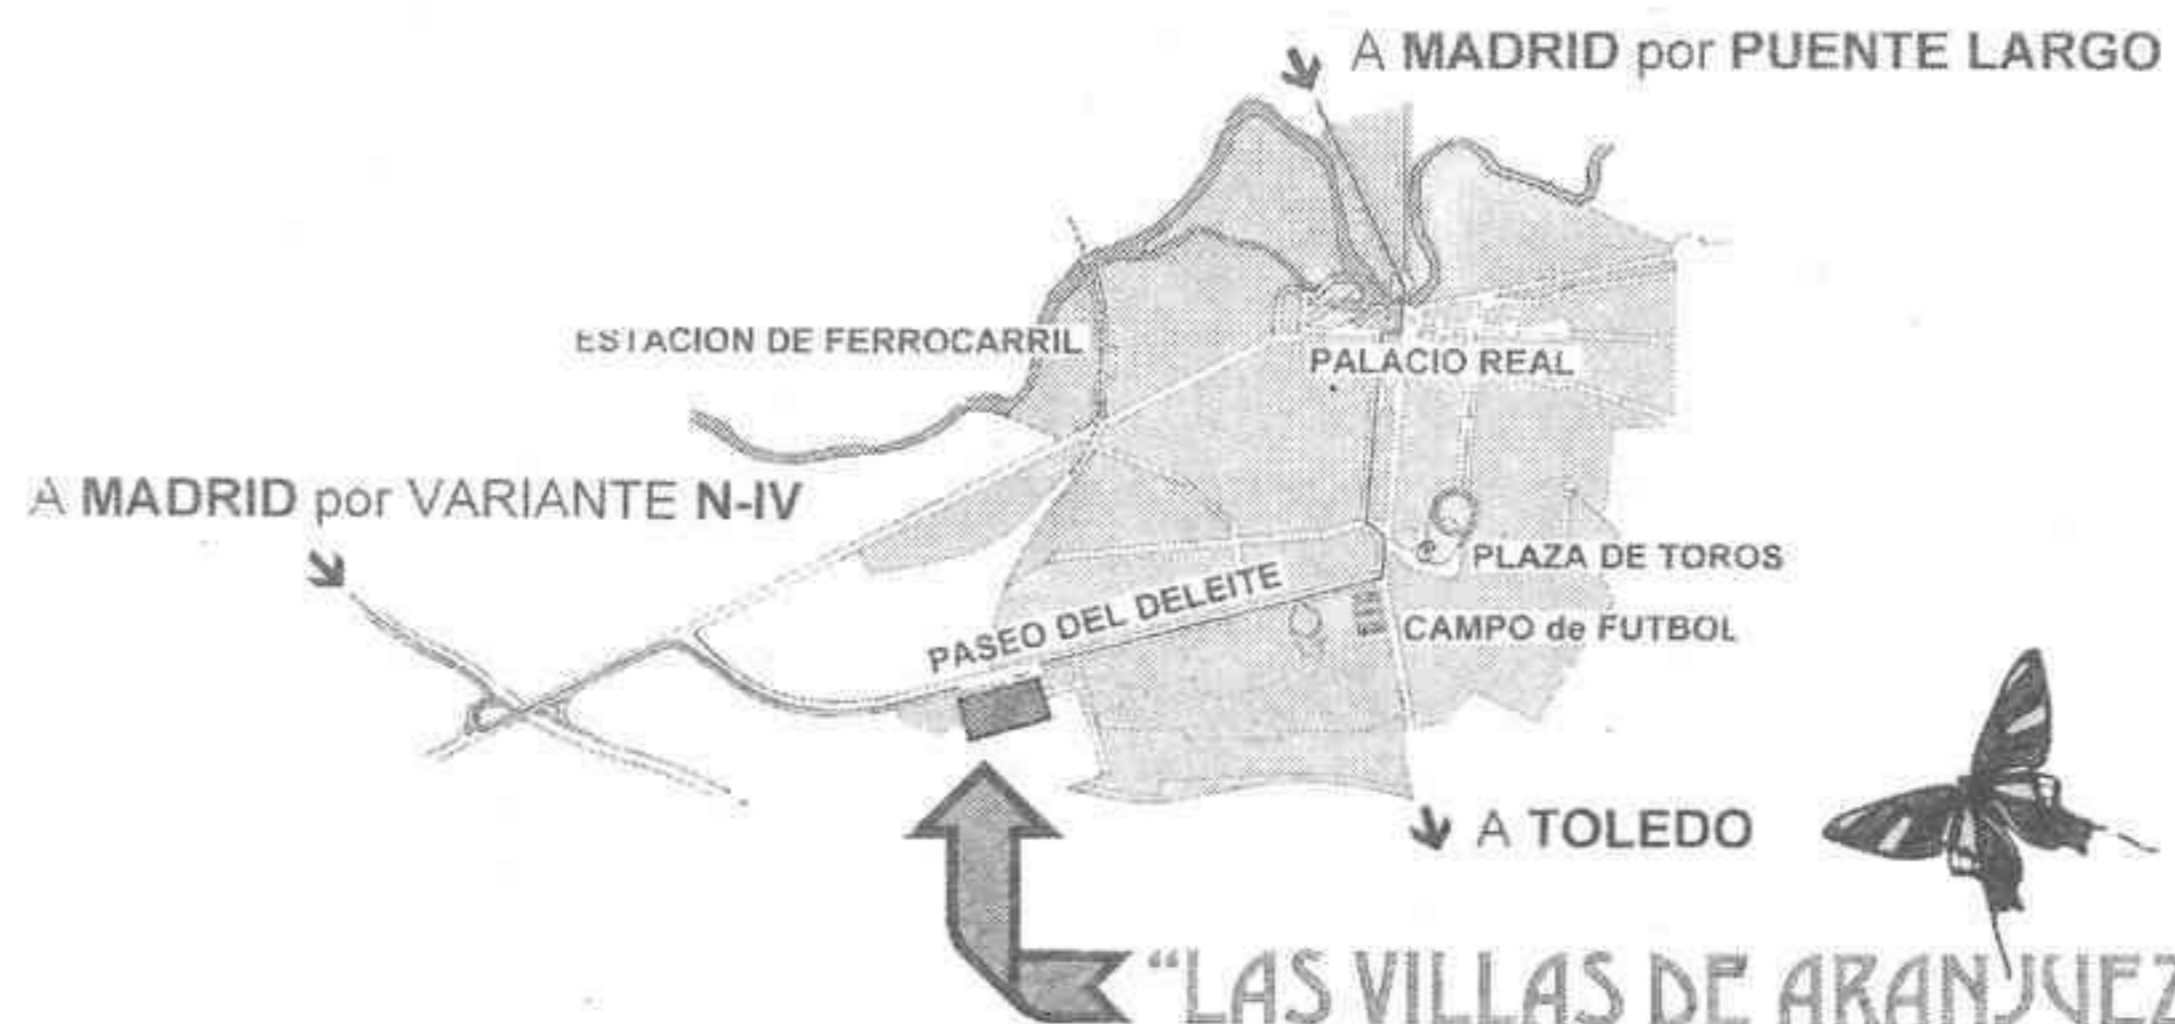 A MADRID por PUENTE LARGO
ESTACION DE FERROCARRIL
PALACIO REAL
A MADRID por VARIANTE N-IV
PLAZA DE TOROS
PASEO DEL DELEITE
CAMPO de FUTBOL
A TOLEDO
“LAS VILLAS DE ARANJUEZ